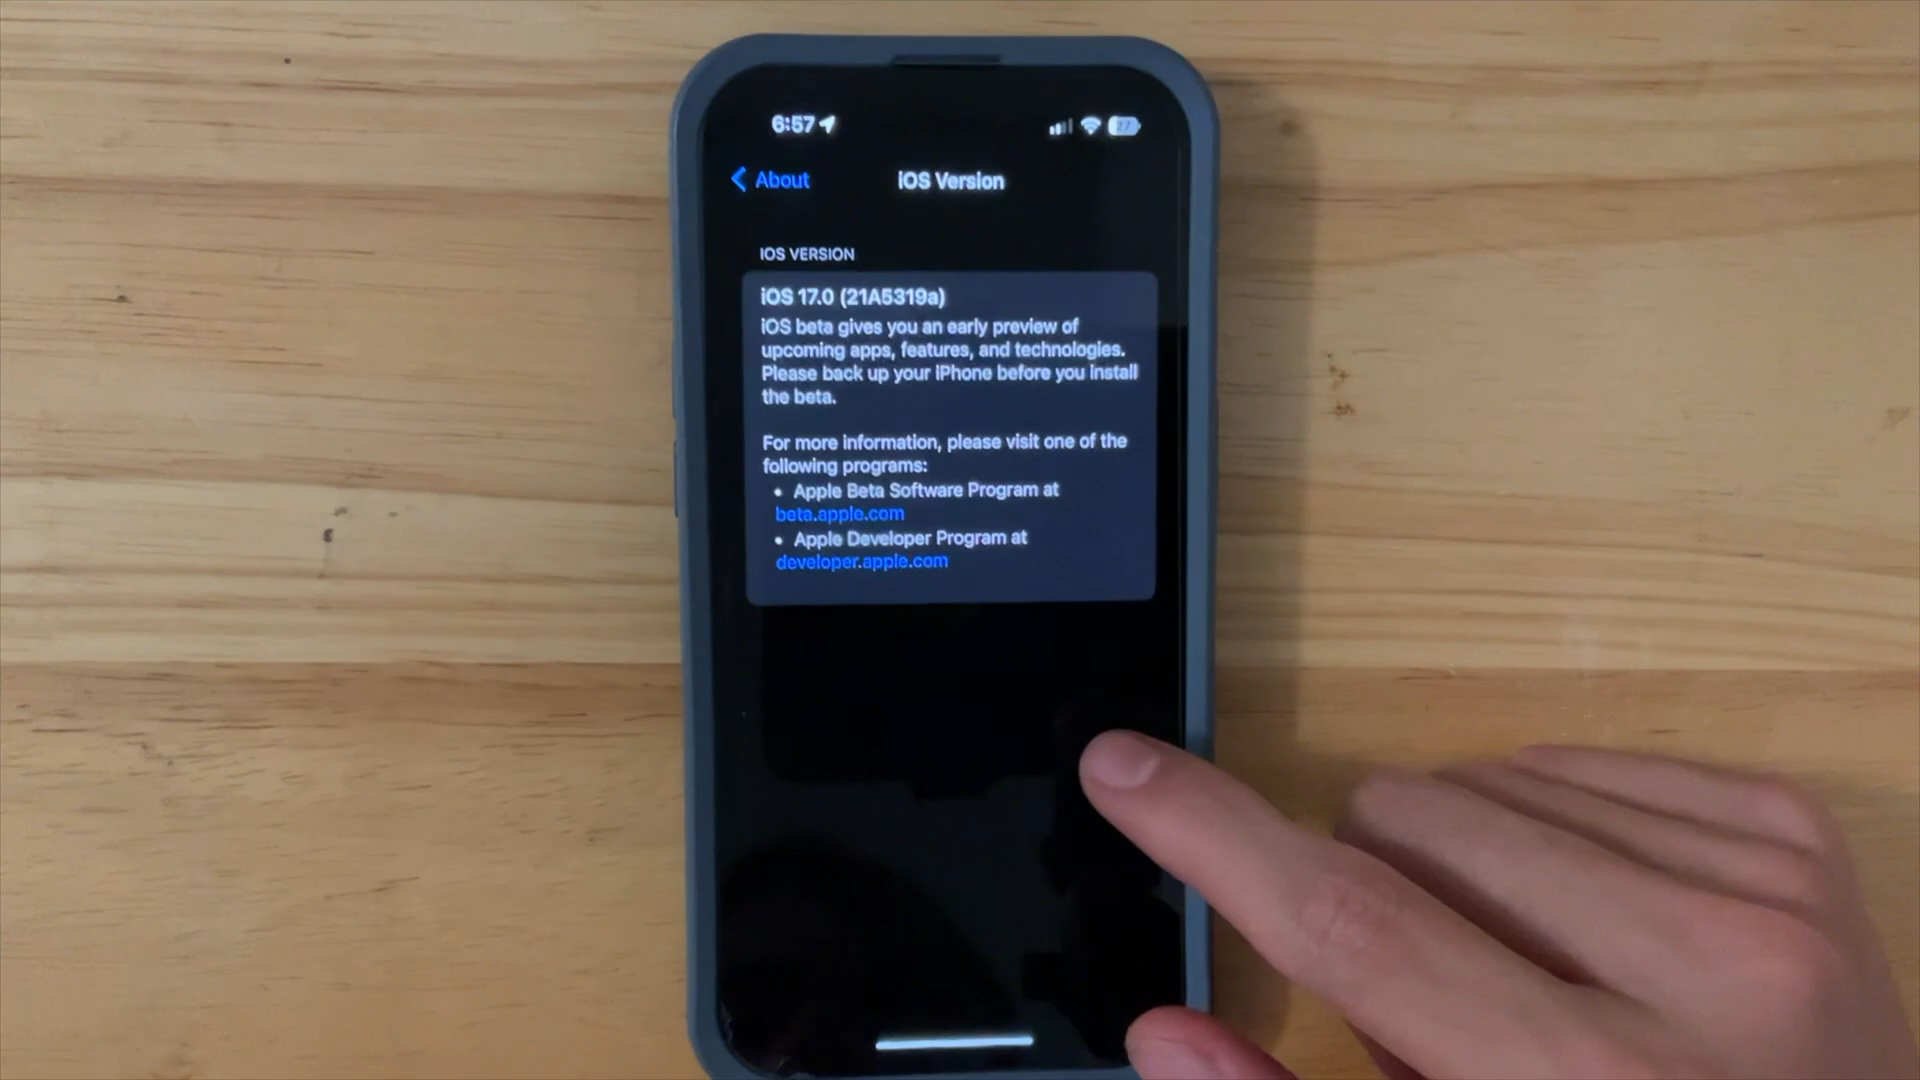 6:57
27
About
iOS Version
IOS VERSION
iOS 17.0 (21A5319a)
iOS beta gives you an early preview of
upcoming apps, features, and technologies.
Please back up your iPhone before you install
the beta.
For more information, please visit one of the
following programs:
• Apple Beta Software Program at
beta.apple.com
• Apple Developer Program at
developer.apple.com